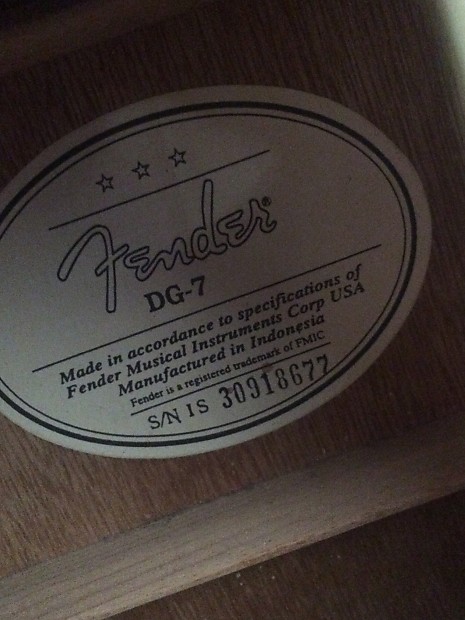 Fender®
DG-7
Made in accordance to specifications of
Fender Musical Instruments Corp USA
Manufactured in Indonesia
Fender is a registered trademark of FMIC
S/N IS 30918677